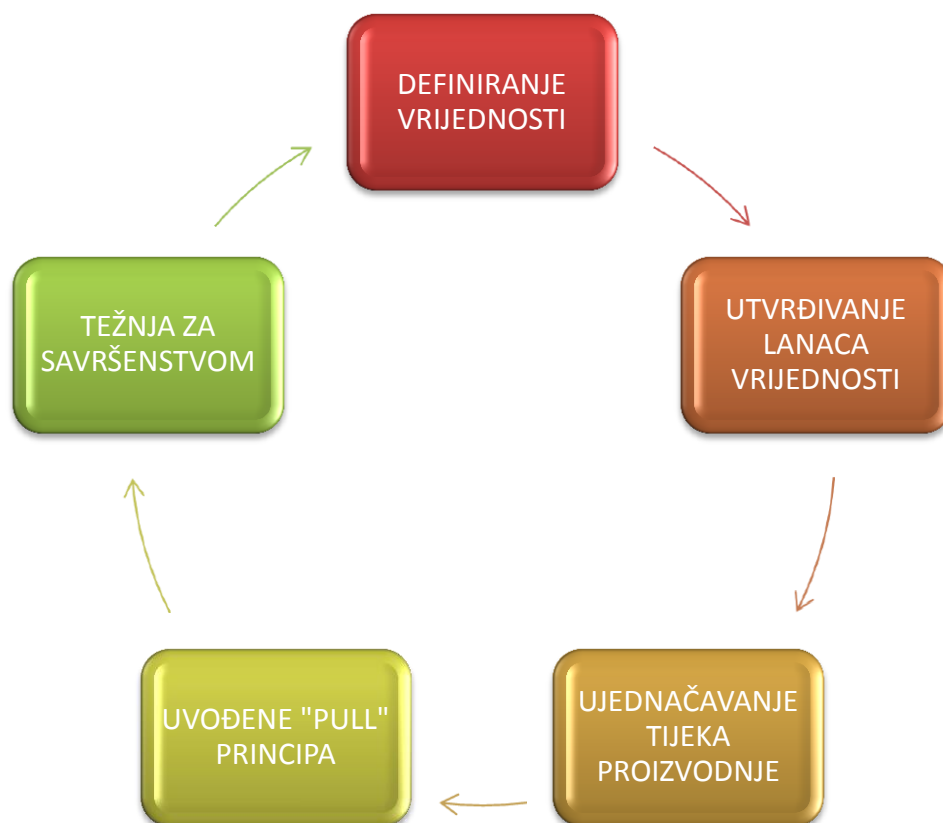 DEFINIRANJE
VRIJEDNOSTI
UTVRĐIVANJE
LANACA
VRIJEDNOSTI
UJEDNAČAVANJE
TIJEKA
PROIZVODNJE
UVOĐENE "PULL"
PRINCIPA
TEŽNJA ZA
SAVRŠENSTVOM